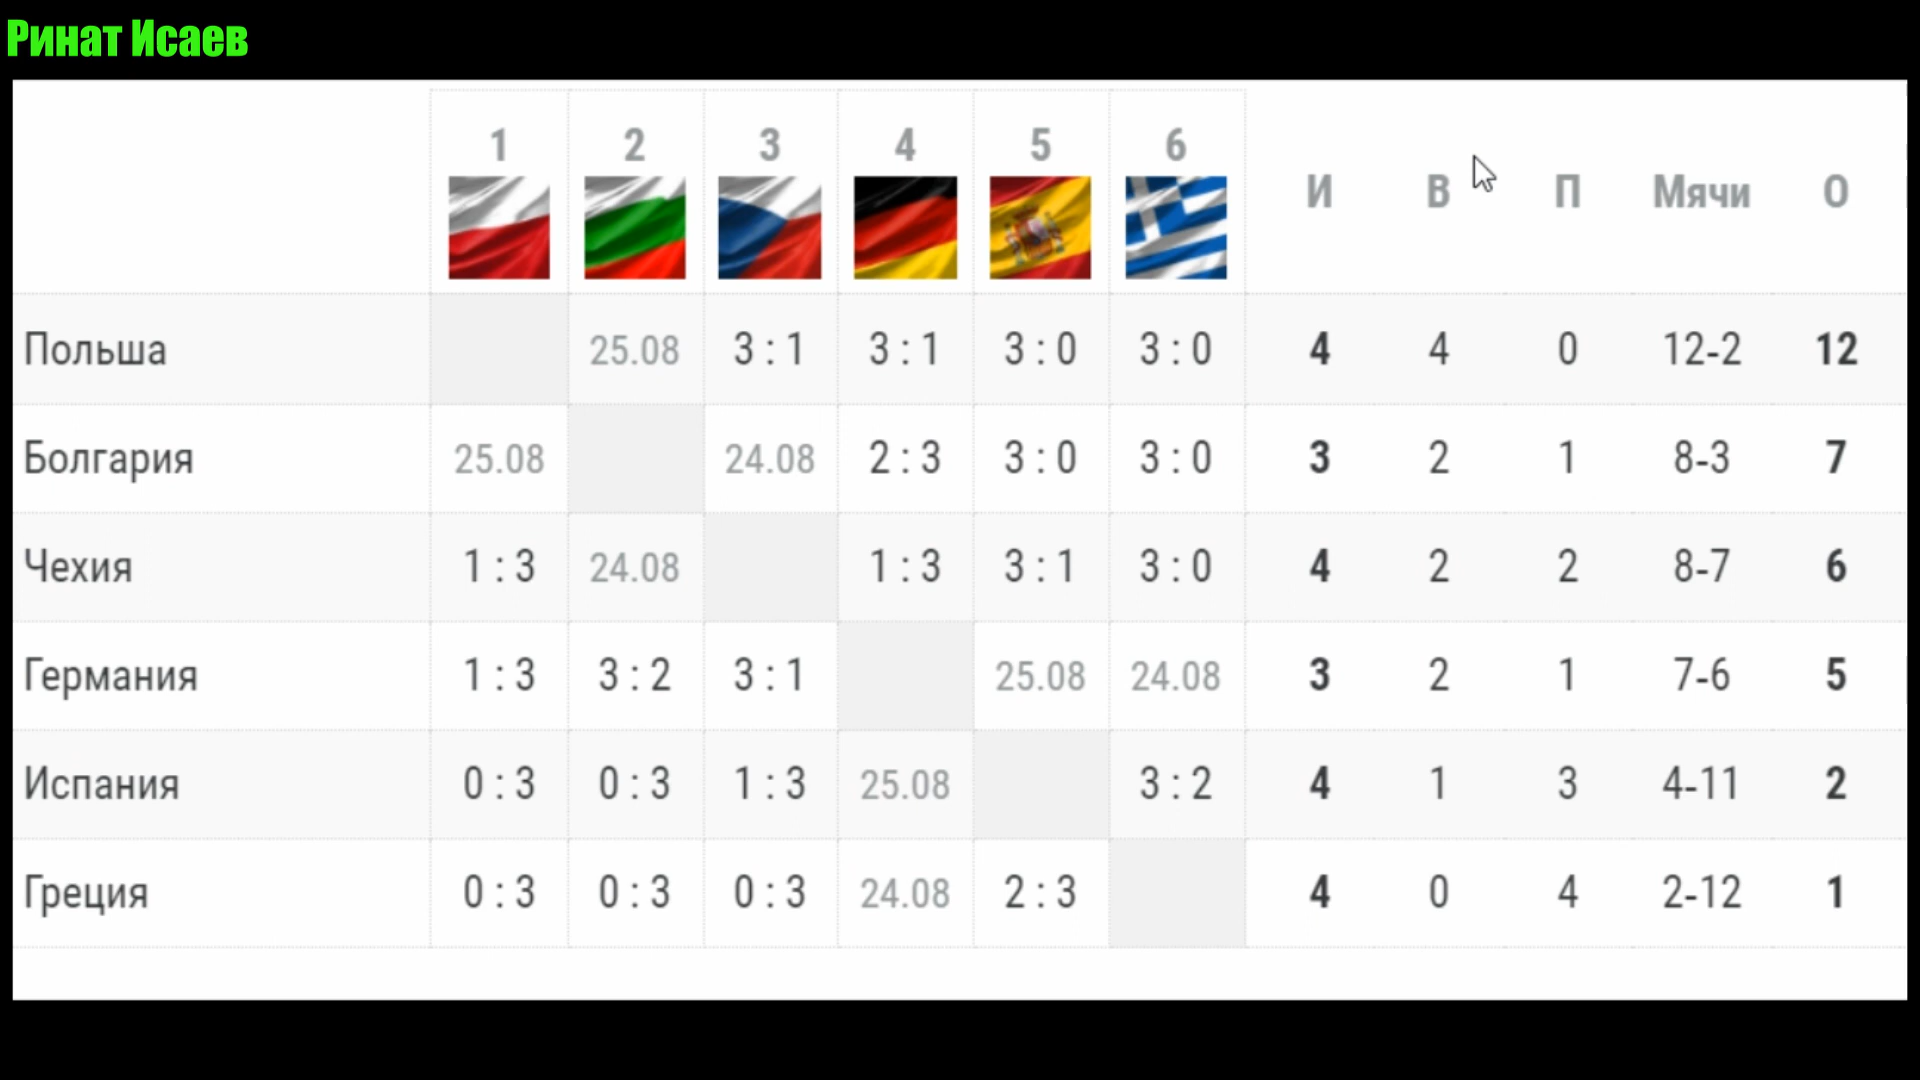 Ринат Исаев
1 2 3 4 5 6 И В П Мячи О
Польша 25.08 3 : 1 3 : 1 3 : 0 3 : 0 4 4 0 12-2 12
Болгария 25.08 24.08 2 : 3 3 : 0 3 : 0 3 2 1 8-3 7
Чехия 1 : 3 24.08 1 : 3 3 : 1 3 : 0 4 2 2 8-7 6
Германия 1 : 3 3 : 2 3 : 1 25.08 24.08 3 2 1 7-6 5
Испания 0 : 3 0 : 3 1 : 3 25.08 3 : 2 4 1 3 4-11 2
Греция 0 : 3 0 : 3 0 : 3 24.08 2 : 3 4 0 4 2-12 1